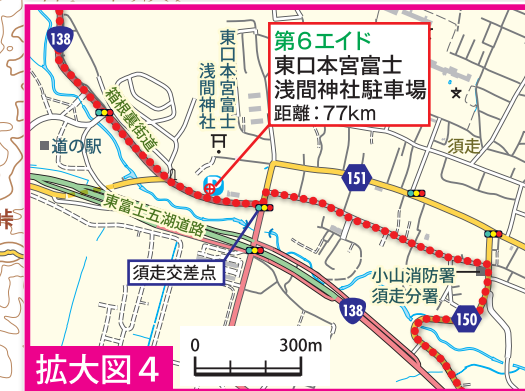 138
東口本宮富士
浅間神社
第6エイド
東口本宮富士
浅間神社駐車場
距離：77km
箱根裏街道
道の駅
151
須走
東富士五湖道路
須走交差点
小山消防署
須走分署
138
150
峠
拡大図4
0
300m